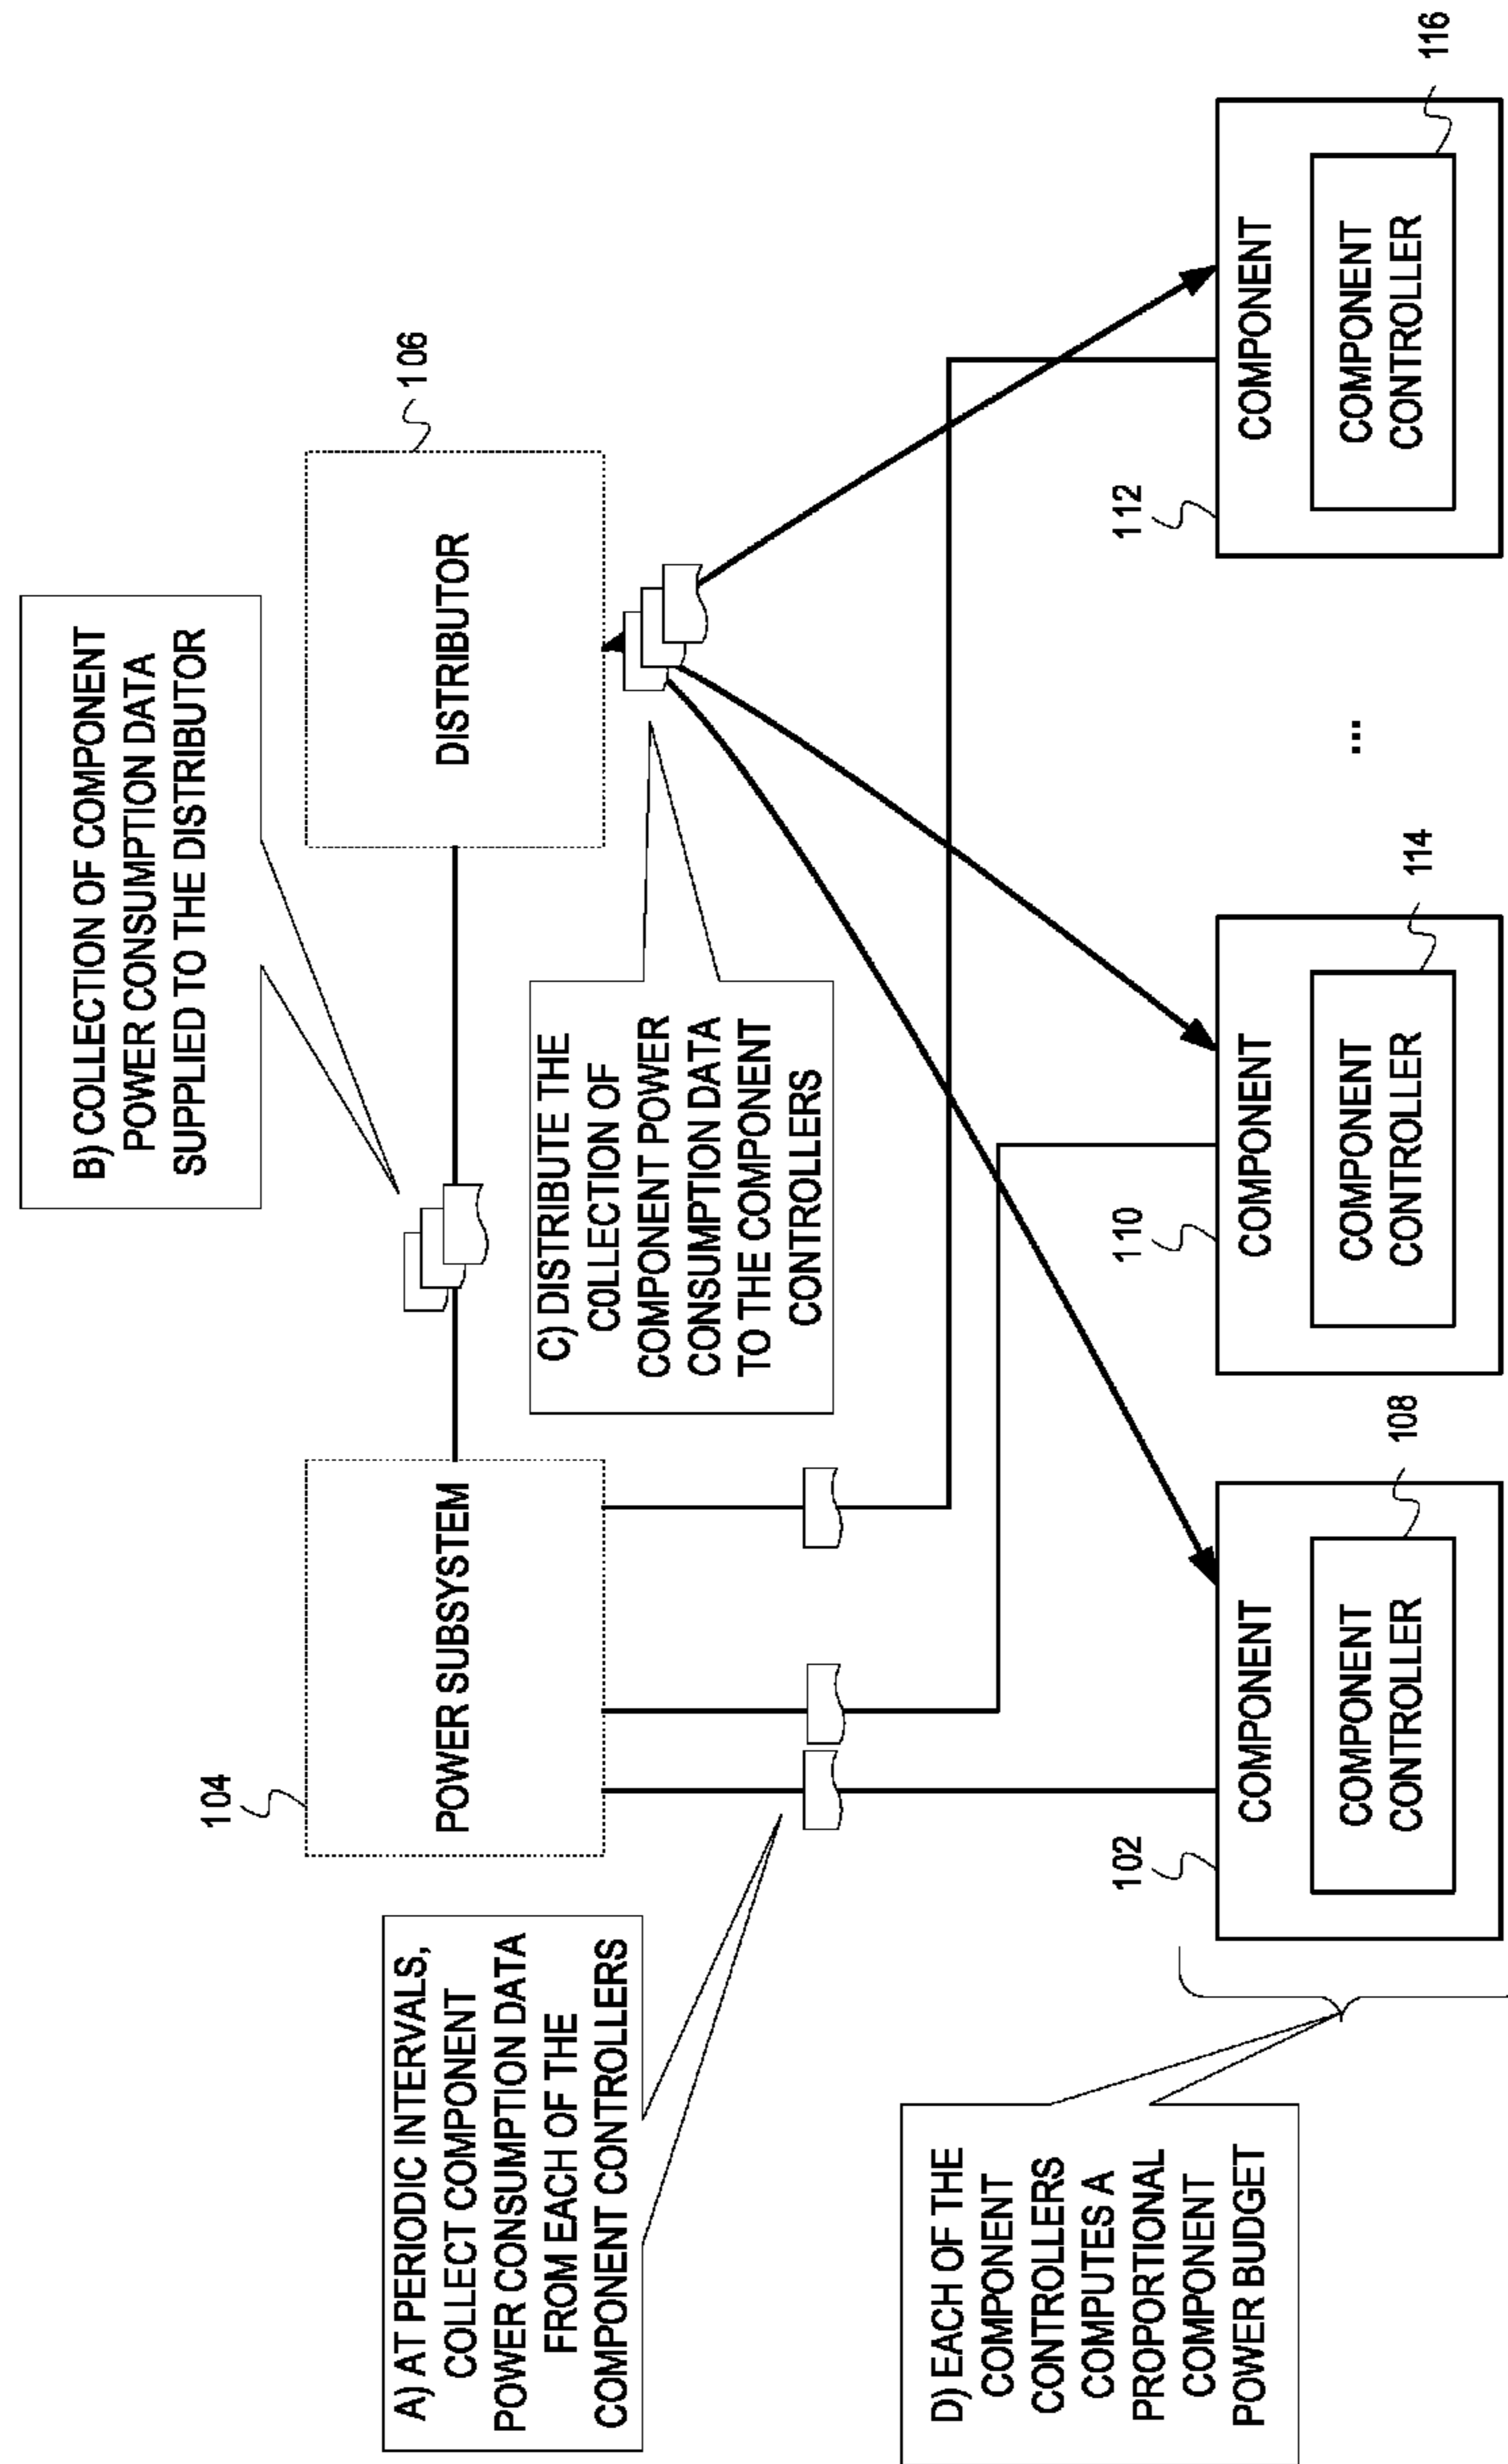 A) AT PERIODIC INTERVALS,
COLLECT COMPONENT
POWER CONSUMPTION DATA
FROM EACH OF THE
COMPONENT CONTROLLERS
B) COLLECTION OF COMPONENT
POWER CONSUMPTION DATA
SUPPLIED TO THE DISTRIBUTOR
104
POWER SUBSYSTEM
106
DISTRIBUTOR
C) DISTRIBUTE THE
COLLECTION OF
COMPONENT POWER
CONSUMPTION DATA
TO THE COMPONENT
CONTROLLERS
D) EACH OF THE
COMPONENT
CONTROLLERS
COMPUTES A
PROPORTIONAL
COMPONENT
POWER BUDGET
102
COMPONENT
COMPONENT
CONTROLLER
108
110
COMPONENT
COMPONENT
CONTROLLER
114
...
112
COMPONENT
COMPONENT
CONTROLLER
116